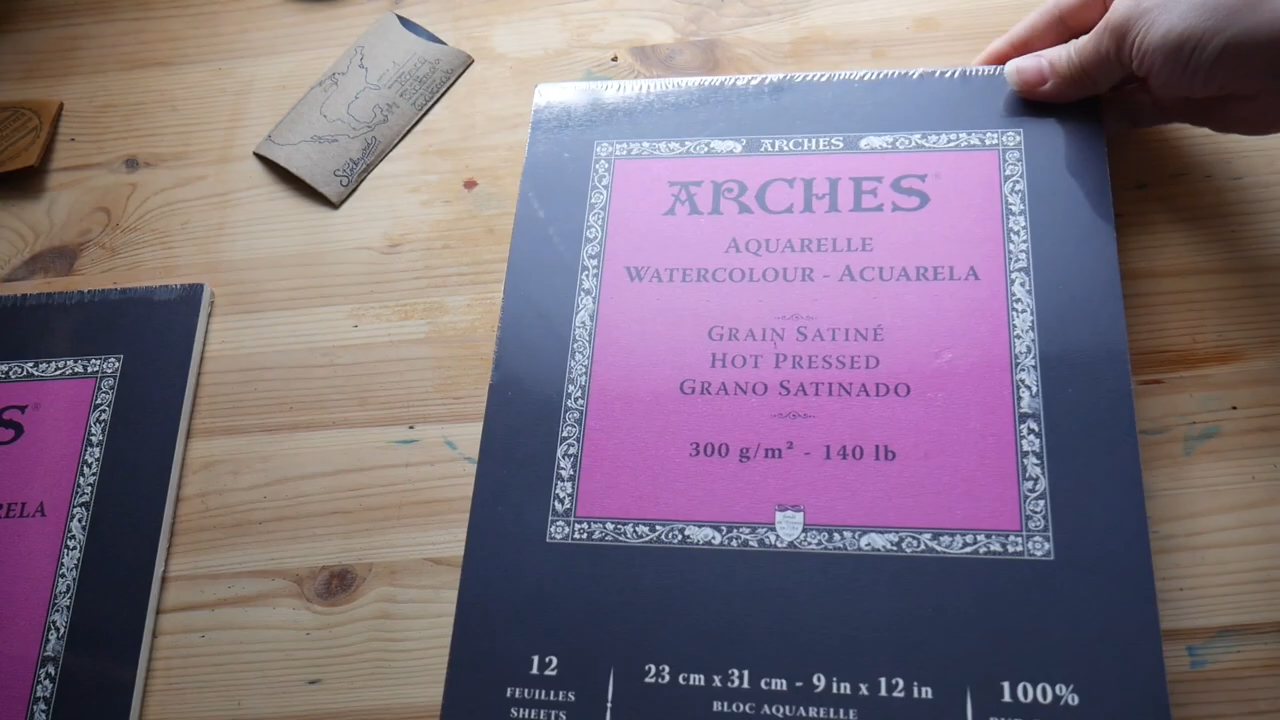 ARCHES
ARCHES®
AQUARELLE
WATERCOLOUR - ACUARELA
GRAIN SATINÉ
HOT PRESSED
GRANO SATINADO
300 g/m² - 140 lb
12
FEUILLES
SHEETS
23 cm x 31 cm - 9 in x 12 in
BLOC AQUARELLE
100%
S®
RELA
Stockyard